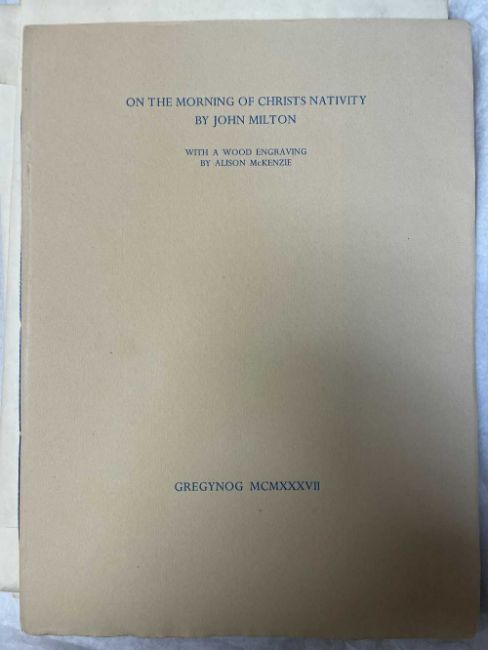 ON THE MORNING OF CHRISTS NATIVITY
BY JOHN MILTON
WITH A WOOD ENGRAVING
BY ALISON McKENZIE
GREGYNOG MCMXXXVII